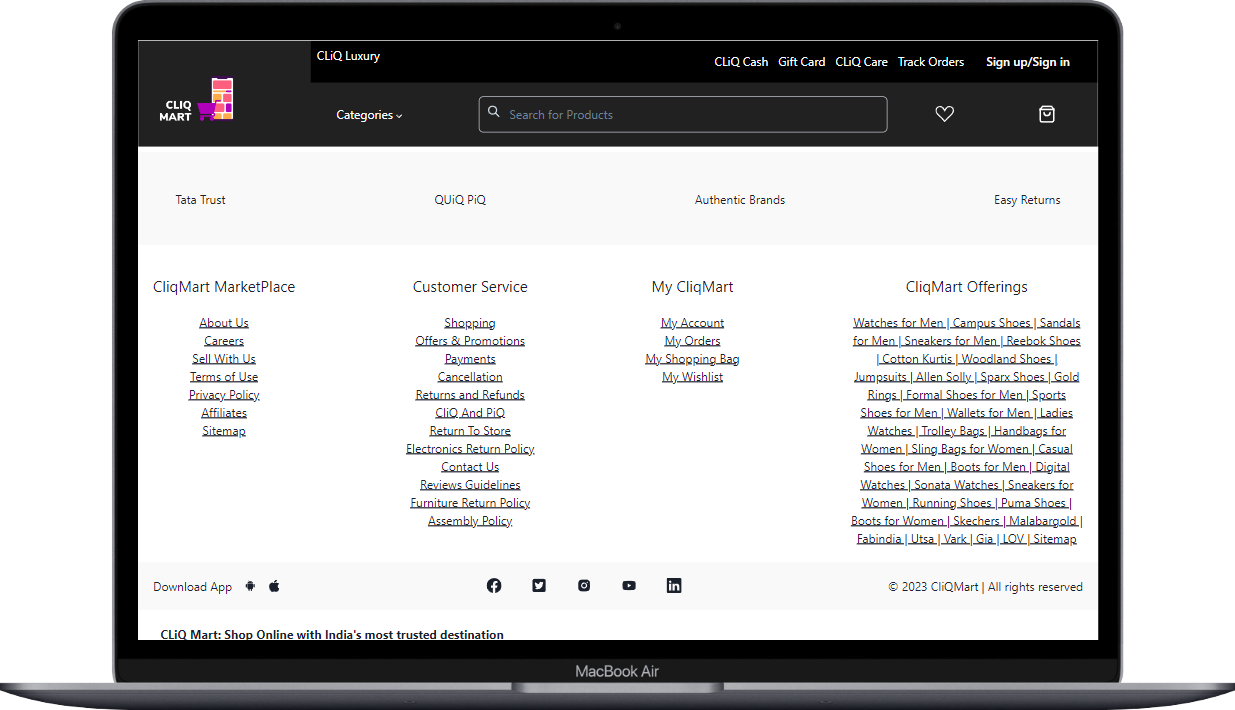 CLiQ Luxury
CLiQ Cash Gift Card CLiQ Care Track Orders Sign up/Sign in
CLIQ
MART
Categories
Search for Products
Tata Trust QUiQ PiQ Authentic Brands Easy Returns
CliqMart MarketPlace
About Us
Careers
Sell With Us
Terms of Use
Privacy Policy
Affiliates
Sitemap
Customer Service
Shopping
Offers & Promotions
Payments
Cancellation
Returns and Refunds
CliQ And PiQ
Return To Store
Electronics Return Policy
Contact Us
Reviews Guidelines
Furniture Return Policy
Assembly Policy
My CliqMart
My Account
My Orders
My Shopping Bag
My Wishlist
CliqMart Offerings
Watches for Men | Campus Shoes | Sandals
for Men | Sneakers for Men | Reebok Shoes
| Cotton Kurtis | Woodland Shoes |
Jumpsuits | Allen Solly | Sparx Shoes | Gold
Rings | Formal Shoes for Men | Sports
Shoes for Men | Wallets for Men | Ladies
Watches | Trolley Bags | Handbags for
Women | Sling Bags for Women | Casual
Shoes for Men | Boots for Men | Digital
Watches | Sonata Watches | Sneakers for
Women | Running Shoes | Puma Shoes |
Boots for Women | Skechers | Malabargold |
Fabindia | Utsa | Vark | Gia | LOV | Sitemap
Download App © 2023 CliQMart | All rights reserved
CLiQ Mart: Shop Online with India's most trusted destination
MacBook Air